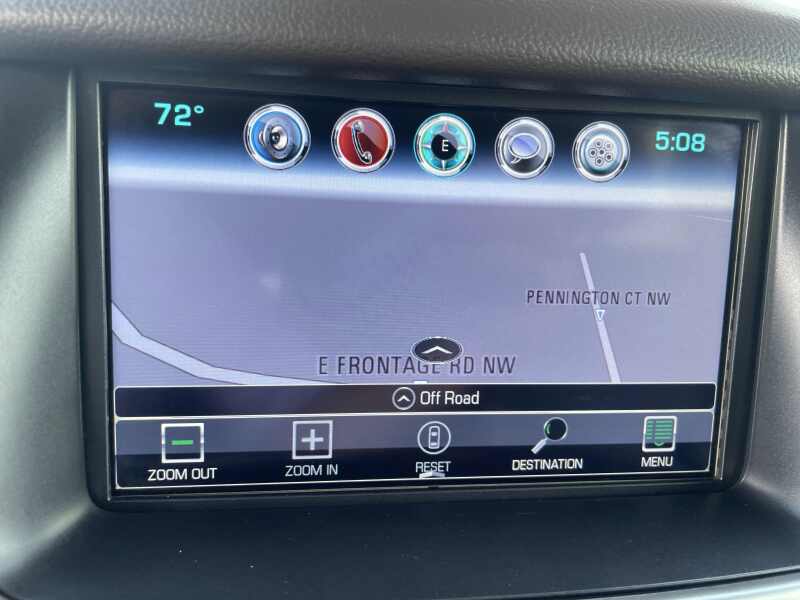 72°
E
5:08
PENNINGTON CT NW
E FRONTAGE RD NW
Off Road
ZOOM OUT
ZOOM IN
RESET
DESTINATION
MENU